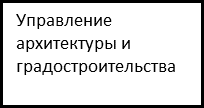 Управление
архитектуры и
градостроительства